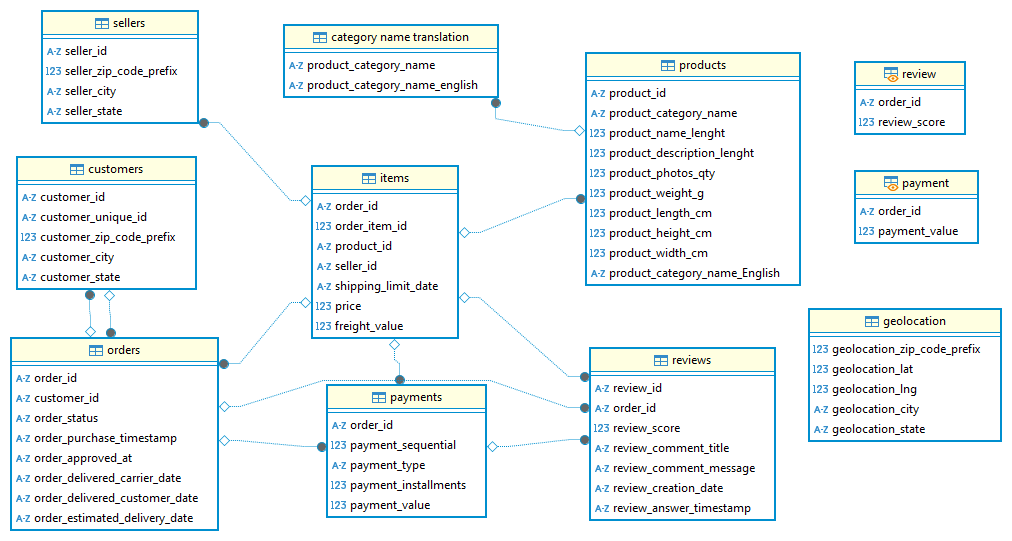 sellers
A-Z seller_id
123 seller_zip_code_prefix
A-Z seller_city
A-Z seller_state
category name translation
A-Z product_category_name
A-Z product_category_name_english
products
A-Z product_id
A-Z product_category_name
123 product_name_lenght
123 product_description_lenght
123 product_photos_qty
123 product_weight_g
123 product_length_cm
123 product_height_cm
123 product_width_cm
A-Z product_category_name_English
review
A-Z order_id
123 review_score
customers
A-Z customer_id
A-Z customer_unique_id
123 customer_zip_code_prefix
A-Z customer_city
A-Z customer_state
items
A-Z order_id
123 order_item_id
A-Z product_id
A-Z seller_id
A-Z shipping_limit_date
123 price
123 freight_value
payment
A-Z order_id
123 payment_value
geolocation
123 geolocation_zip_code_prefix
123 geolocation_lat
123 geolocation_lng
A-Z geolocation_city
A-Z geolocation_state
orders
A-Z order_id
A-Z customer_id
A-Z order_status
A-Z order_purchase_timestamp
A-Z order_approved_at
A-Z order_delivered_carrier_date
A-Z order_delivered_customer_date
A-Z order_estimated_delivery_date
payments
A-Z order_id
123 payment_sequential
A-Z payment_type
123 payment_installments
123 payment_value
reviews
A-Z review_id
A-Z order_id
123 review_score
A-Z review_comment_title
A-Z review_comment_message
A-Z review_creation_date
A-Z review_answer_timestamp